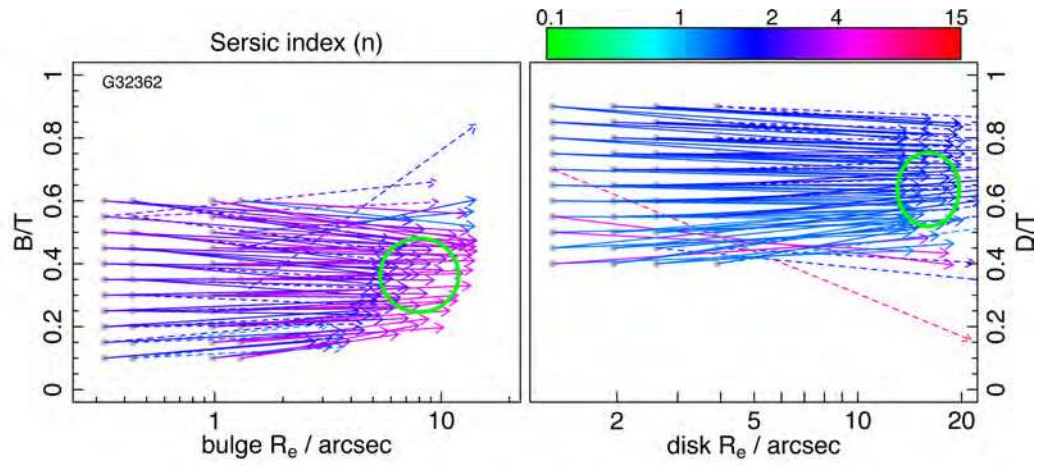 Sersic index (n)
0.1 1 2 4 15
G32362
B/T
0 0.2 0.4 0.6 0.8 1
1 10
bulge Re / arcsec
D/T
0 0.2 0.4 0.6 0.8 1
2 5 10 20
disk Re / arcsec